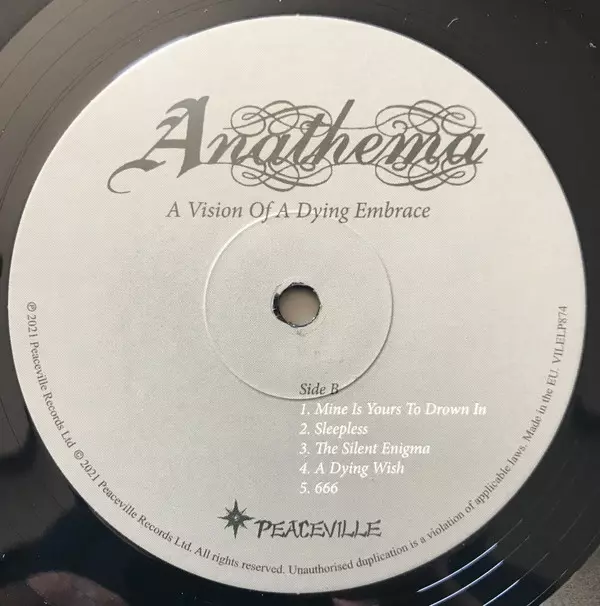 Anathema
A Vision Of A Dying Embrace
Side B
1. Mine Is Yours To Drown In
2. Sleepless
3. The Silent Enigma
4. A Dying Wish
5. 666
PEACEVILLE
℗ 2021 Peaceville Records Ltd © 2021 Peaceville Records Ltd. All rights reserved. Unauthorised duplication is a violation of applicable laws. Made in the EU. VILELP874